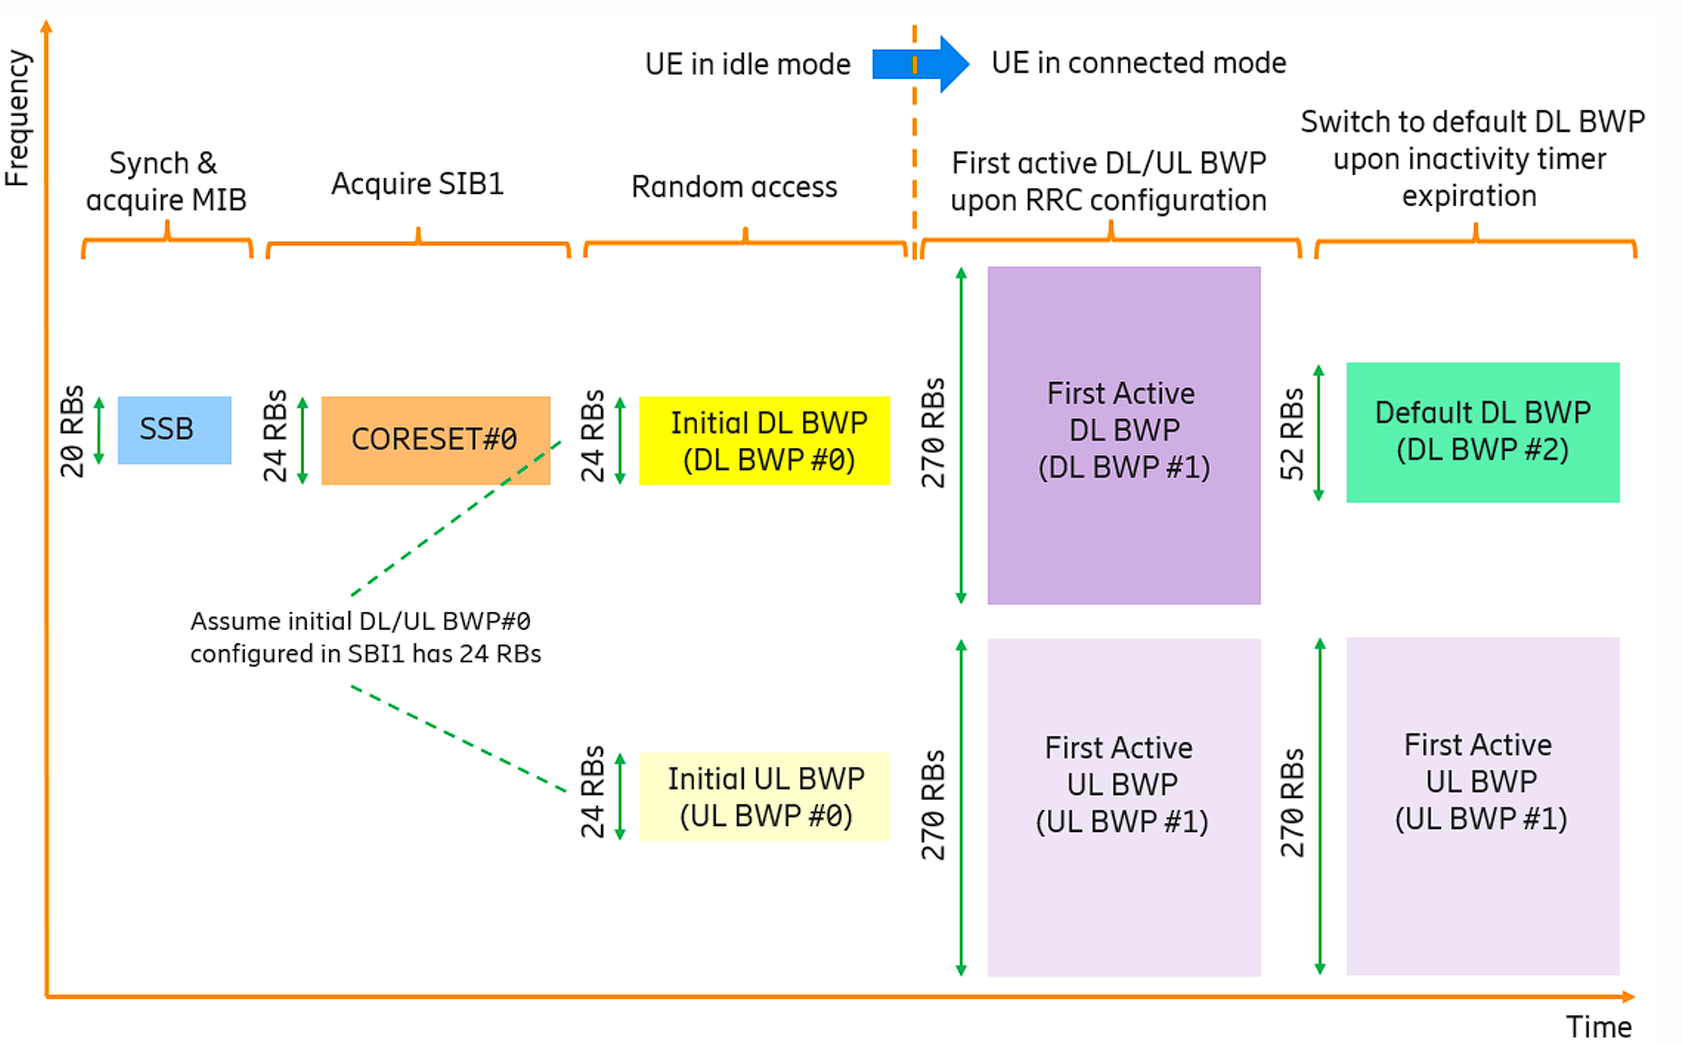 Frequency
UE in idle mode
UE in connected mode
Synch &
acquire MIB
Acquire SIB1
Random access
First active DL/UL BWP
upon RRC configuration
Switch to default DL BWP
upon inactivity timer
expiration
20 RBs
SSB
24 RBs
CORESET#0
24 RBs
Initial DL BWP
(DL BWP #0)
270 RBs
First Active
DL BWP
(DL BWP #1)
52 RBs
Default DL BWP
(DL BWP #2)
Assume initial DL/UL BWP#0
configured in SBI1 has 24 RBs
24 RBs
Initial UL BWP
(UL BWP #0)
270 RBs
First Active
UL BWP
(UL BWP #1)
270 RBs
First Active
UL BWP
(UL BWP #1)
Time